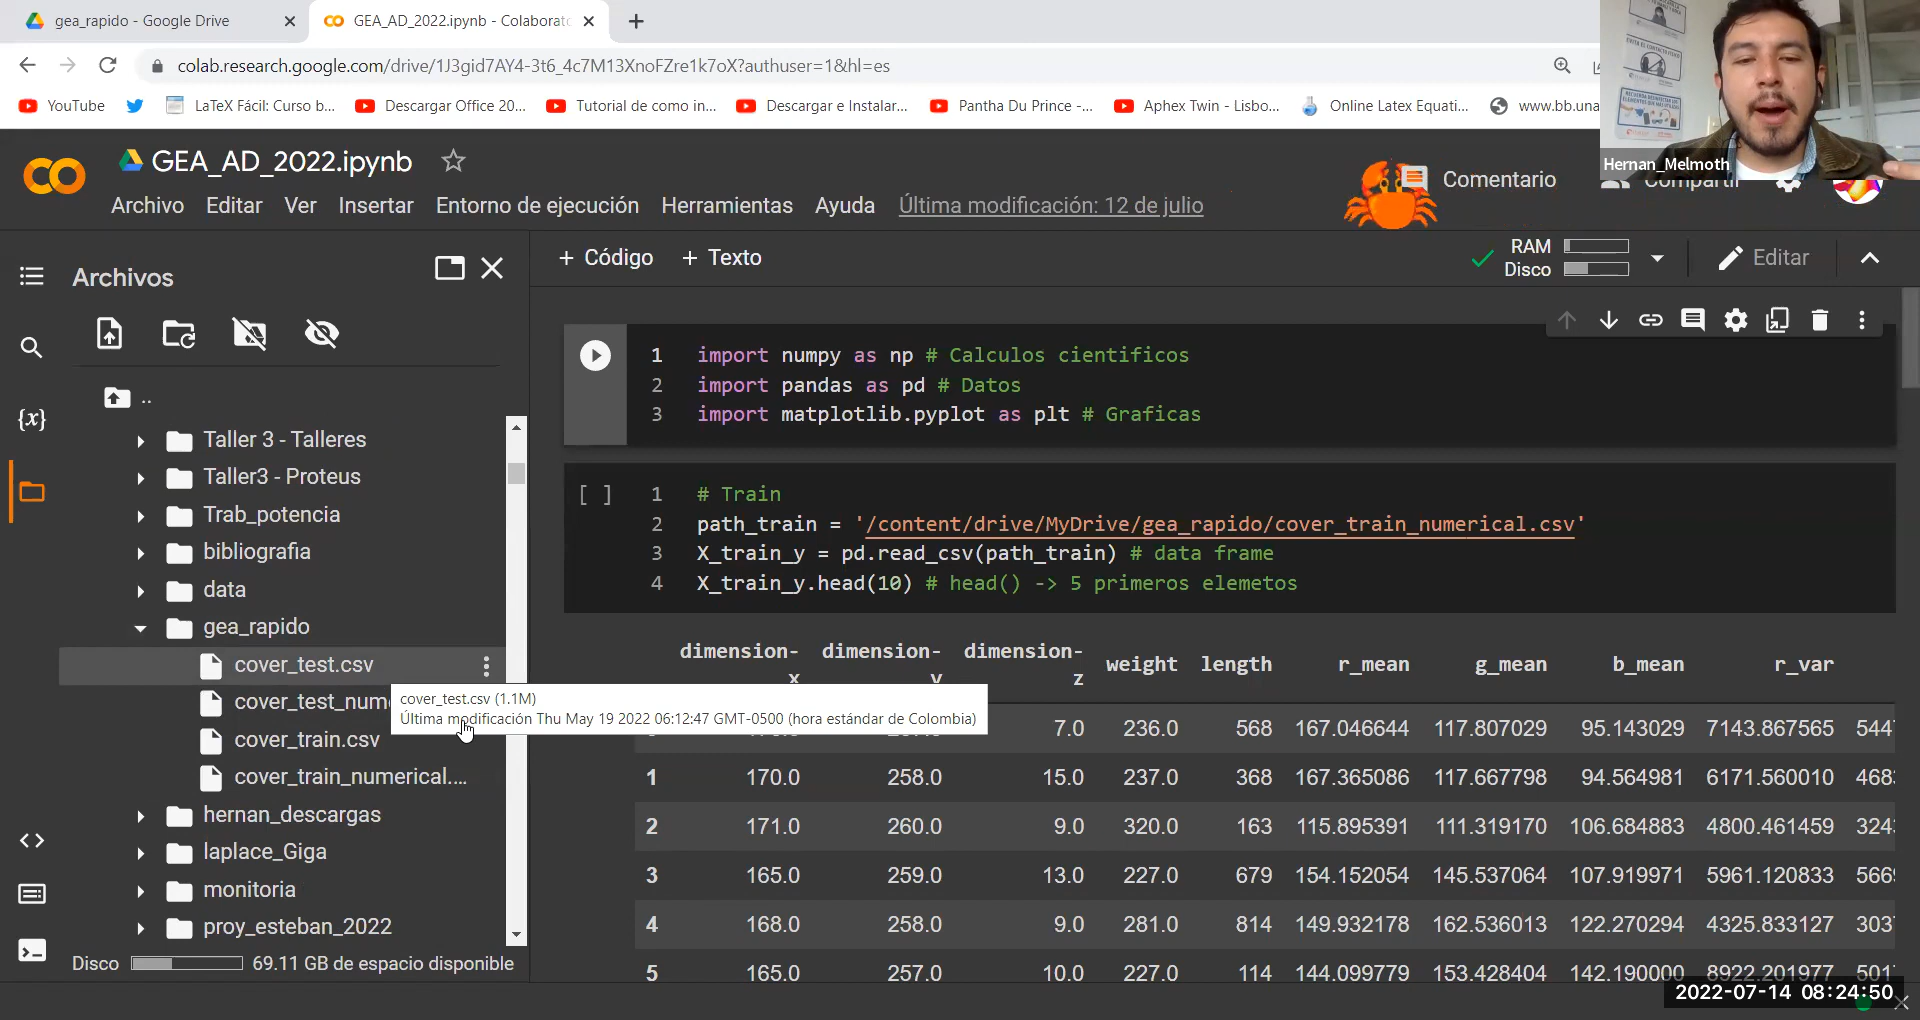 gea_rapido - Google Drive
GEA_AD_2022.ipynb - Colaborato
colab.research.google.com/drive/1J3gid7AY4-3t6_4c7M13XnoFZre1k7oX?authuser=1&hl=es
YouTube
LaTeX Fácil: Curso b...
Descargar Office 20...
Tutorial de como in...
Descargar e Instalar...
Pantha Du Prince -...
Aphex Twin - Lisbo...
Online Latex Equati...
www.bb.una
Hernan_Melmoth
GEA_AD_2022.ipynb
Comentario
Compartir
Archivo Editar Ver Insertar Entorno de ejecución Herramientas Ayuda Última modificación: 12 de julio
Archivos
+ Código + Texto
RAM
Disco
Editar
..
Taller 3 - Talleres
Taller3 - Proteus
Trab_potencia
bibliografia
data
gea_rapido
cover_test.csv
cover_test_nume
cover_train.csv
cover_train_numerical....
hernan_descargas
laplace_Giga
monitoria
proy_esteban_2022
Disco 69.11 GB de espacio disponible
cover_test.csv (1.1M)
Última modificación Thu May 19 2022 06:12:47 GMT-0500 (hora estándar de Colombia)
1 import numpy as np # Calculos cientificos
2 import pandas as pd # Datos
3 import matplotlib.pyplot as plt # Graficas
[ ] 1 # Train
2 path_train = '/content/drive/MyDrive/gea_rapido/cover_train_numerical.csv'
3 X_train_y = pd.read_csv(path_train) # data frame
4 X_train_y.head(10) # head() -> 5 primeros elemetos
dimension-x dimension-y dimension-z weight length r_mean g_mean b_mean r_var
7.0 236.0 568 167.046644 117.807029 95.143029 7143.867565 544
1 170.0 258.0 15.0 237.0 368 167.365086 117.667798 94.564981 6171.560010 468
2 171.0 260.0 9.0 320.0 163 115.895391 111.319170 106.684883 4800.461459 324
3 165.0 259.0 13.0 227.0 679 154.152054 145.537064 107.919971 5961.120833 566
4 168.0 258.0 9.0 281.0 814 149.932178 162.536013 122.270294 4325.833127 303
5 165.0 257.0 10.0 227.0 114 144.099779 153.428404 142.190000 8922.201977 501
2022-07-14 08:24:50